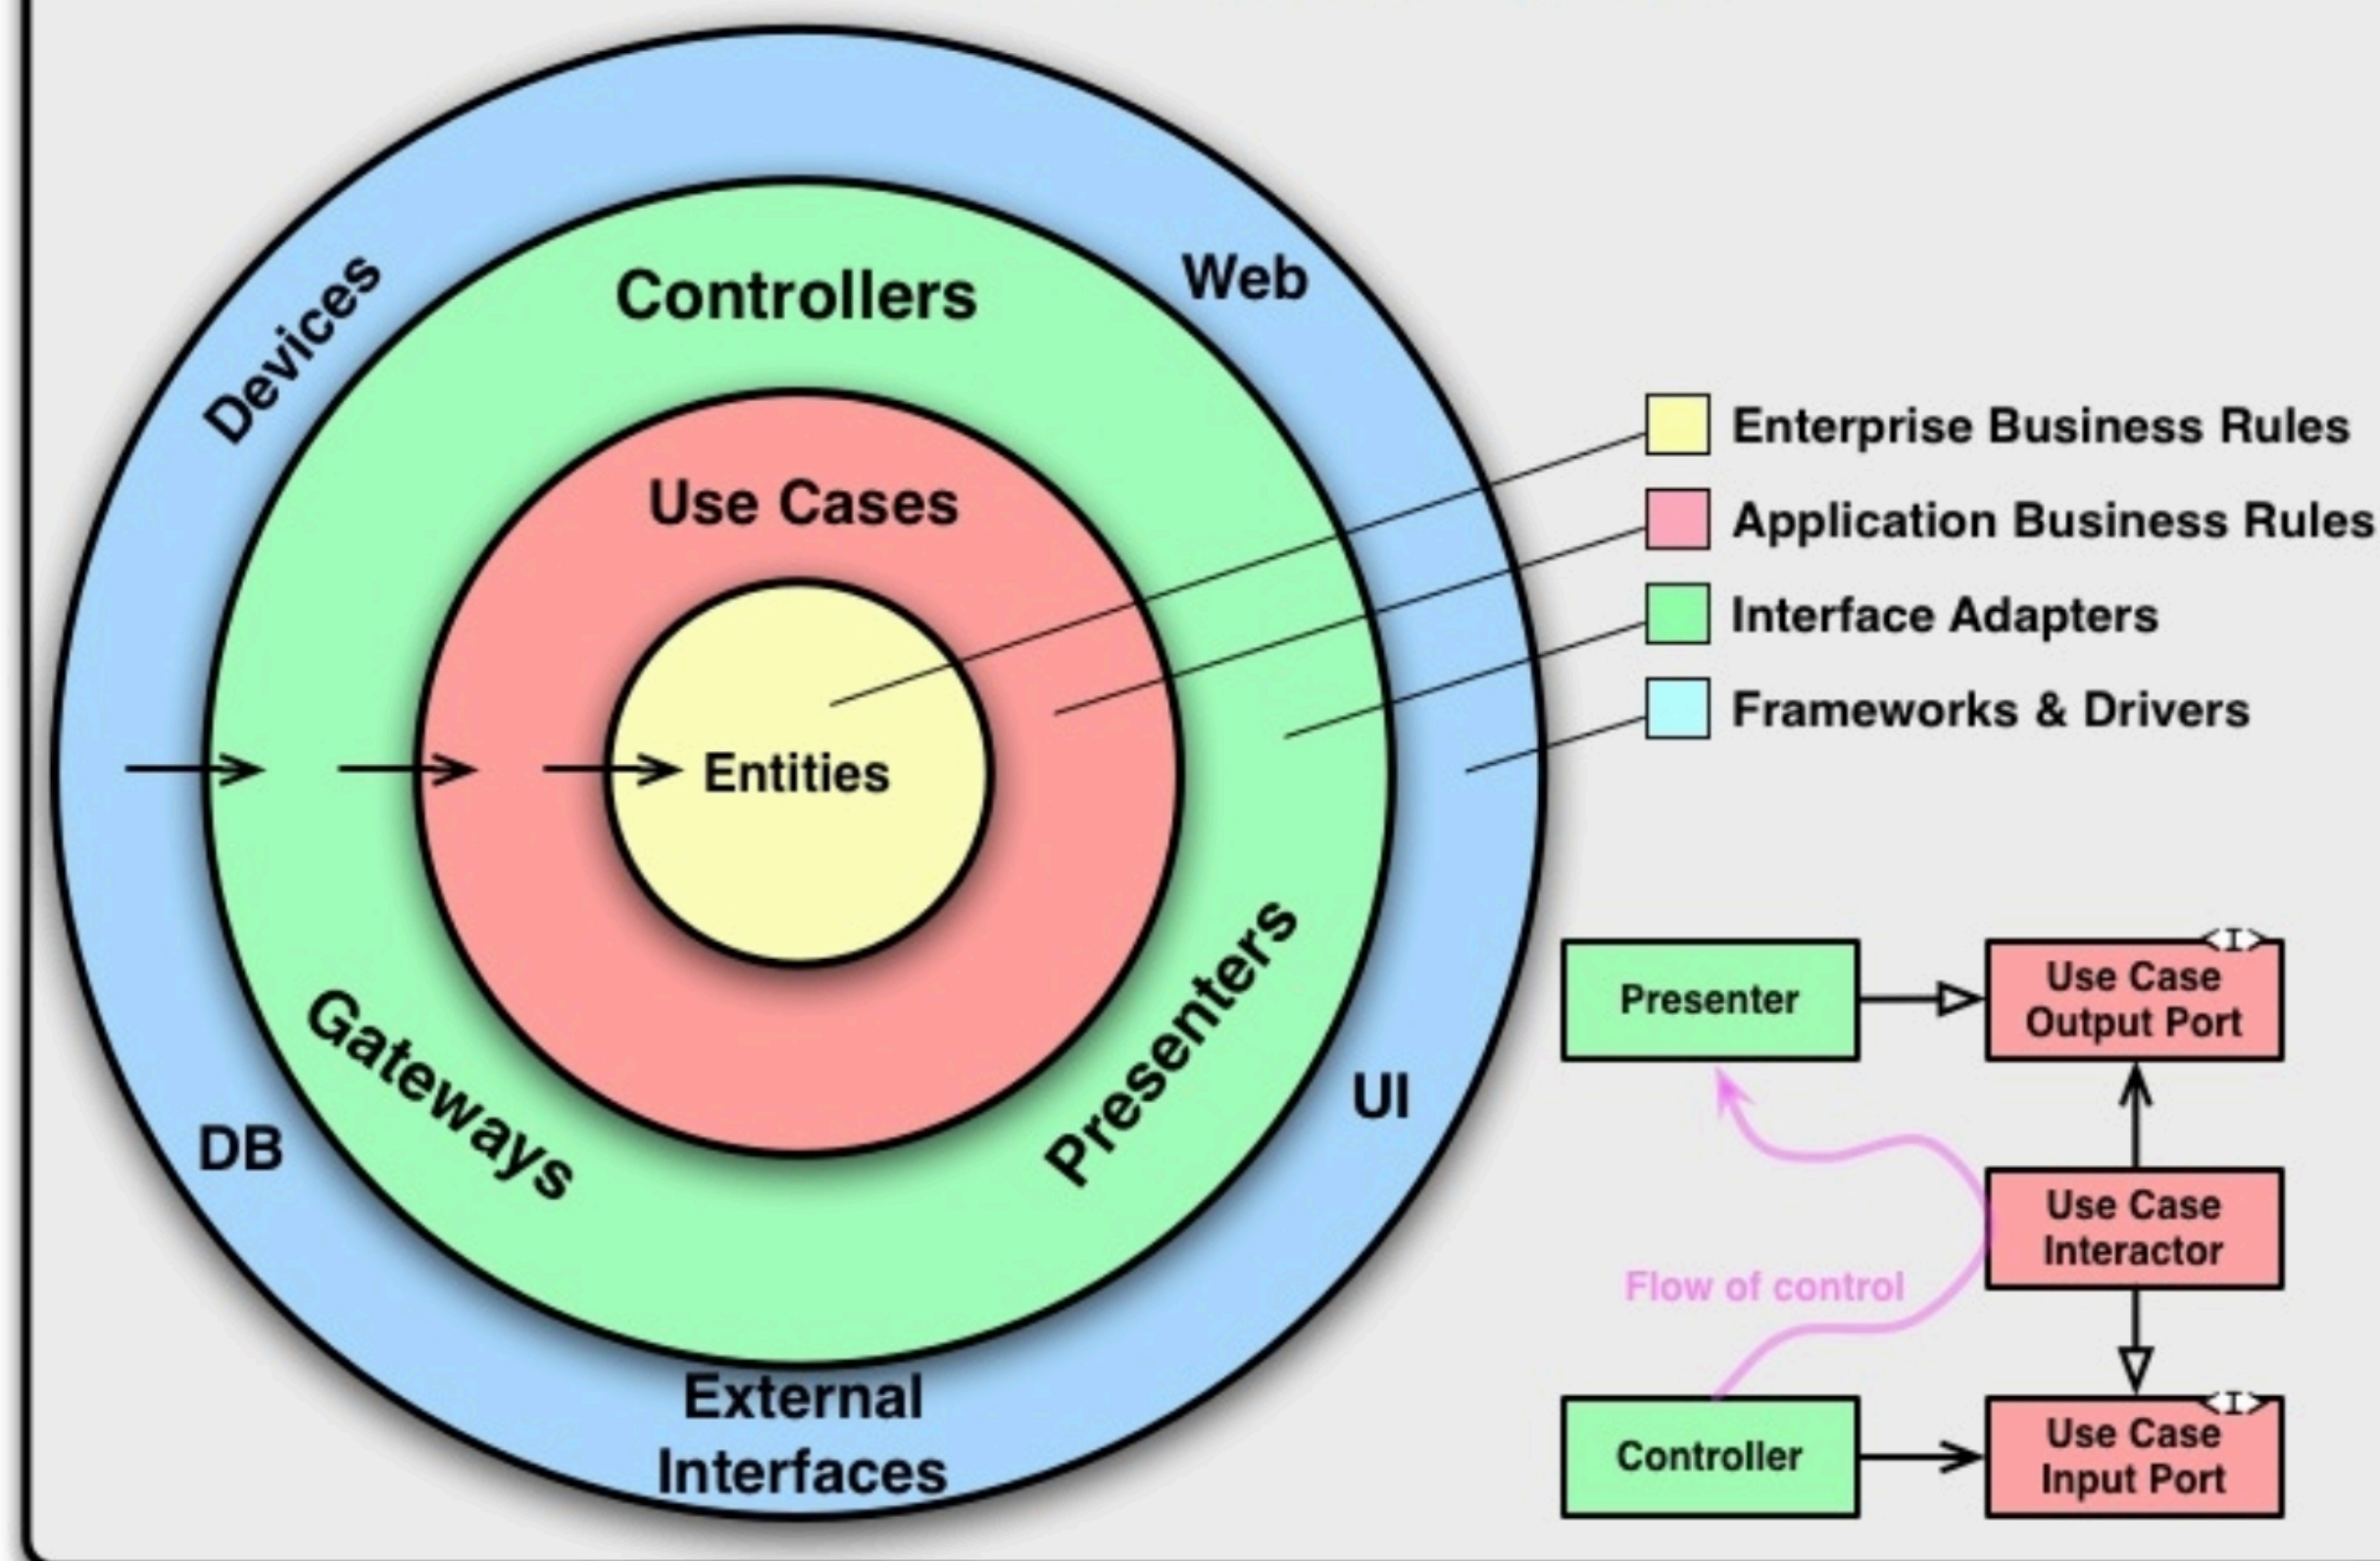 Devices
Controllers
Web
Use Cases
Entities
Gateways
Presenters
DB
UI
External
Interfaces
Enterprise Business Rules
Application Business Rules
Interface Adapters
Frameworks & Drivers
Presenter
<I>
Use Case
Output Port
Use Case
Interactor
Flow of control
Controller
<I>
Use Case
Input Port